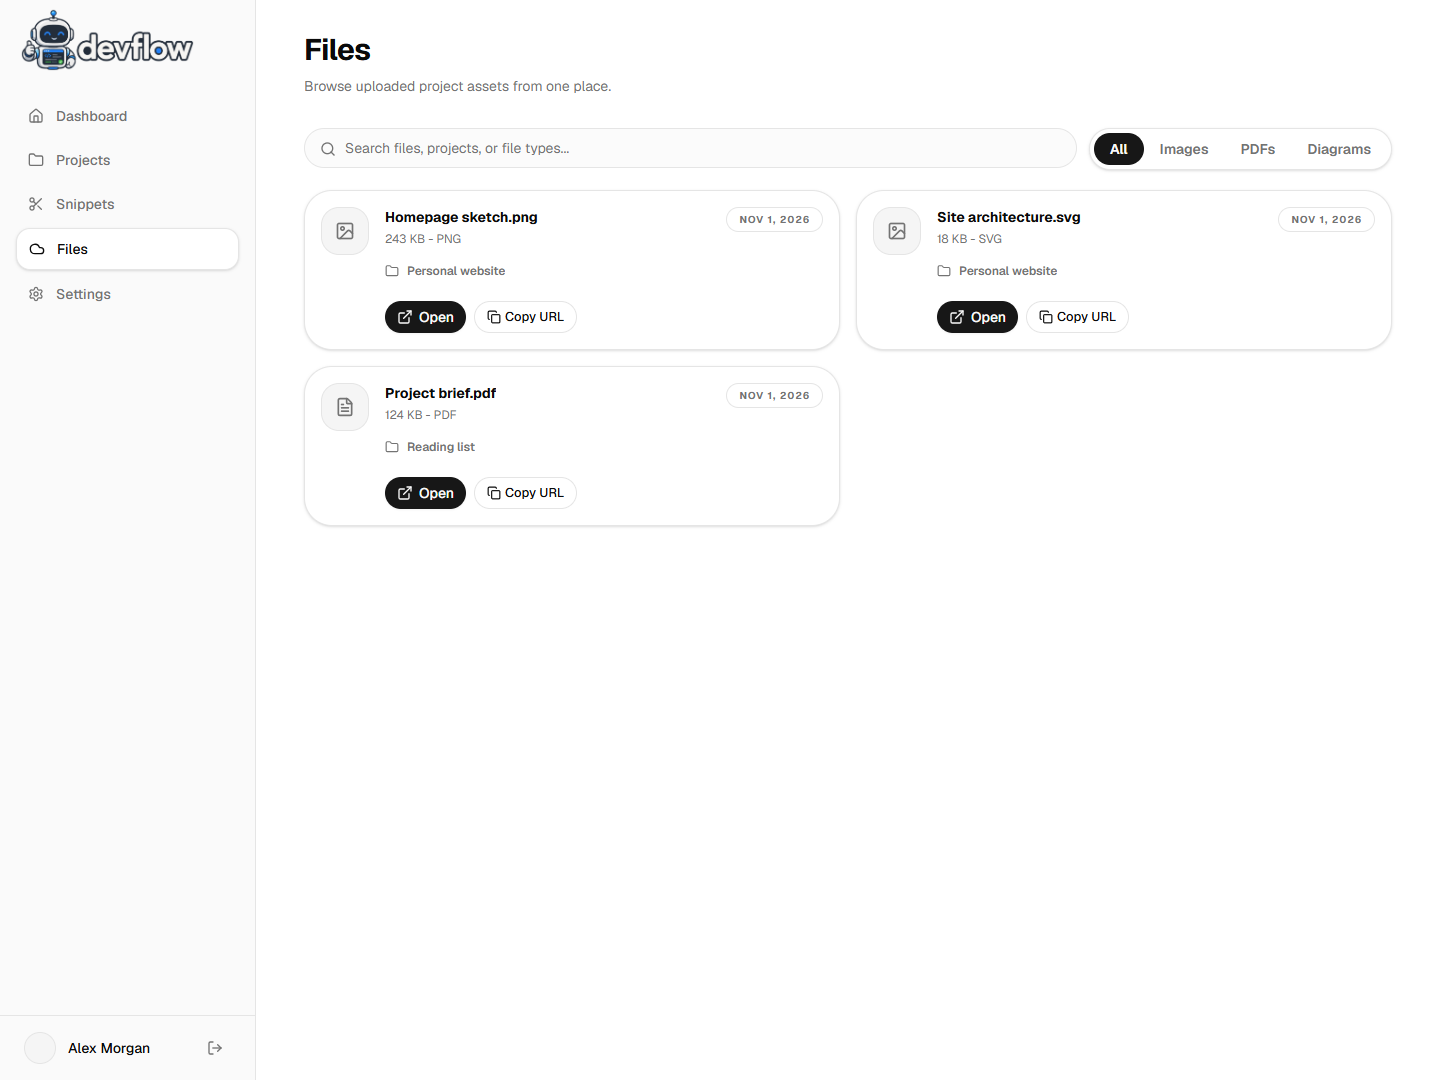 devflow
Dashboard
Projects
Snippets
Files
Settings
Alex Morgan
Files
Browse uploaded project assets from one place.
Search files, projects, or file types...
All
Images
PDFs
Diagrams
Homepage sketch.png
NOV 1, 2026
243 KB - PNG
Personal website
Open
Copy URL
Site architecture.svg
NOV 1, 2026
18 KB - SVG
Personal website
Open
Copy URL
Project brief.pdf
NOV 1, 2026
124 KB - PDF
Reading list
Open
Copy URL